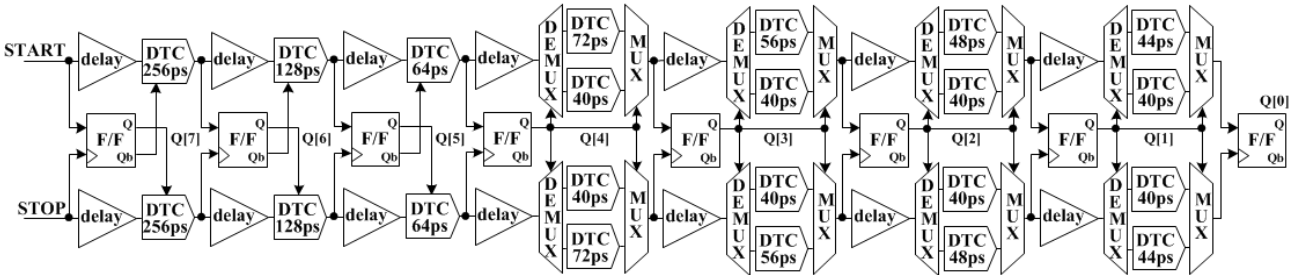 START
delay
DTC
256ps
delay
DTC
128ps
delay
DTC
64ps
delay
DEMUX
DTC
72ps
DTC
40ps
MUX
delay
DEMUX
DTC
56ps
DTC
40ps
MUX
delay
DEMUX
DTC
48ps
DTC
40ps
MUX
delay
DEMUX
DTC
44ps
DTC
40ps
MUX
Q[0]
F/F
Q
Qb
Q[7]
F/F
Q
Qb
Q[6]
F/F
Q
Qb
Q[5]
F/F
Q
Qb
Q[4]
F/F
Q
Qb
Q[3]
F/F
Q
Qb
Q[2]
F/F
Q
Qb
Q[1]
F/F
Q
Qb
STOP
delay
DTC
256ps
delay
DTC
128ps
delay
DTC
64ps
delay
DEMUX
DTC
40ps
DTC
72ps
MUX
delay
DEMUX
DTC
40ps
DTC
56ps
MUX
delay
DEMUX
DTC
40ps
DTC
48ps
MUX
delay
DEMUX
DTC
40ps
DTC
44ps
MUX